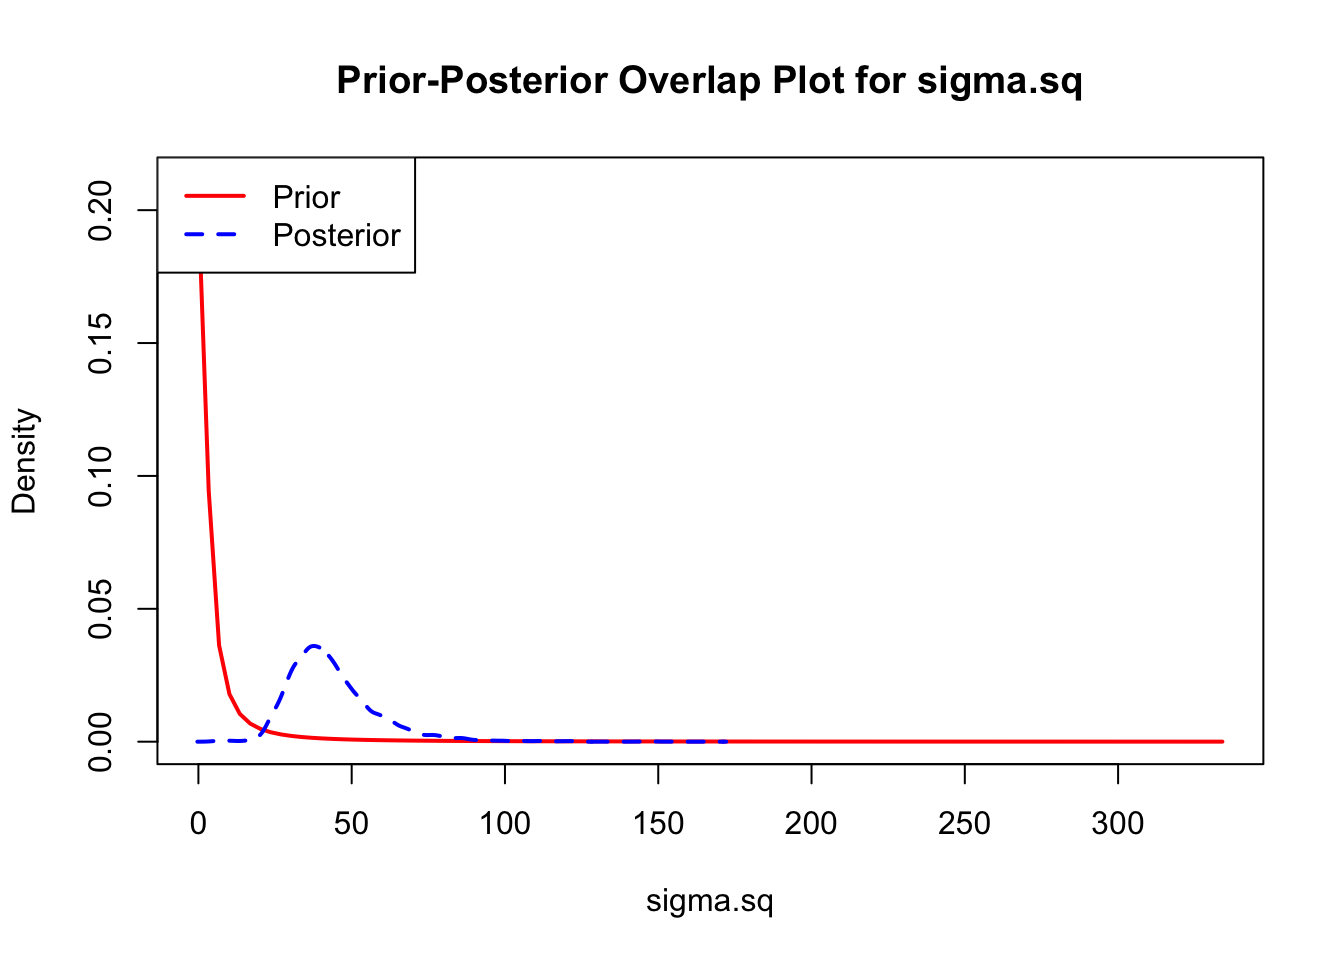 Prior-Posterior Overlap Plot for sigma.sq
Prior
Posterior
Density
0.20
0.15
0.10
0.05
0.00
0 50 100 150 200 250 300
sigma.sq